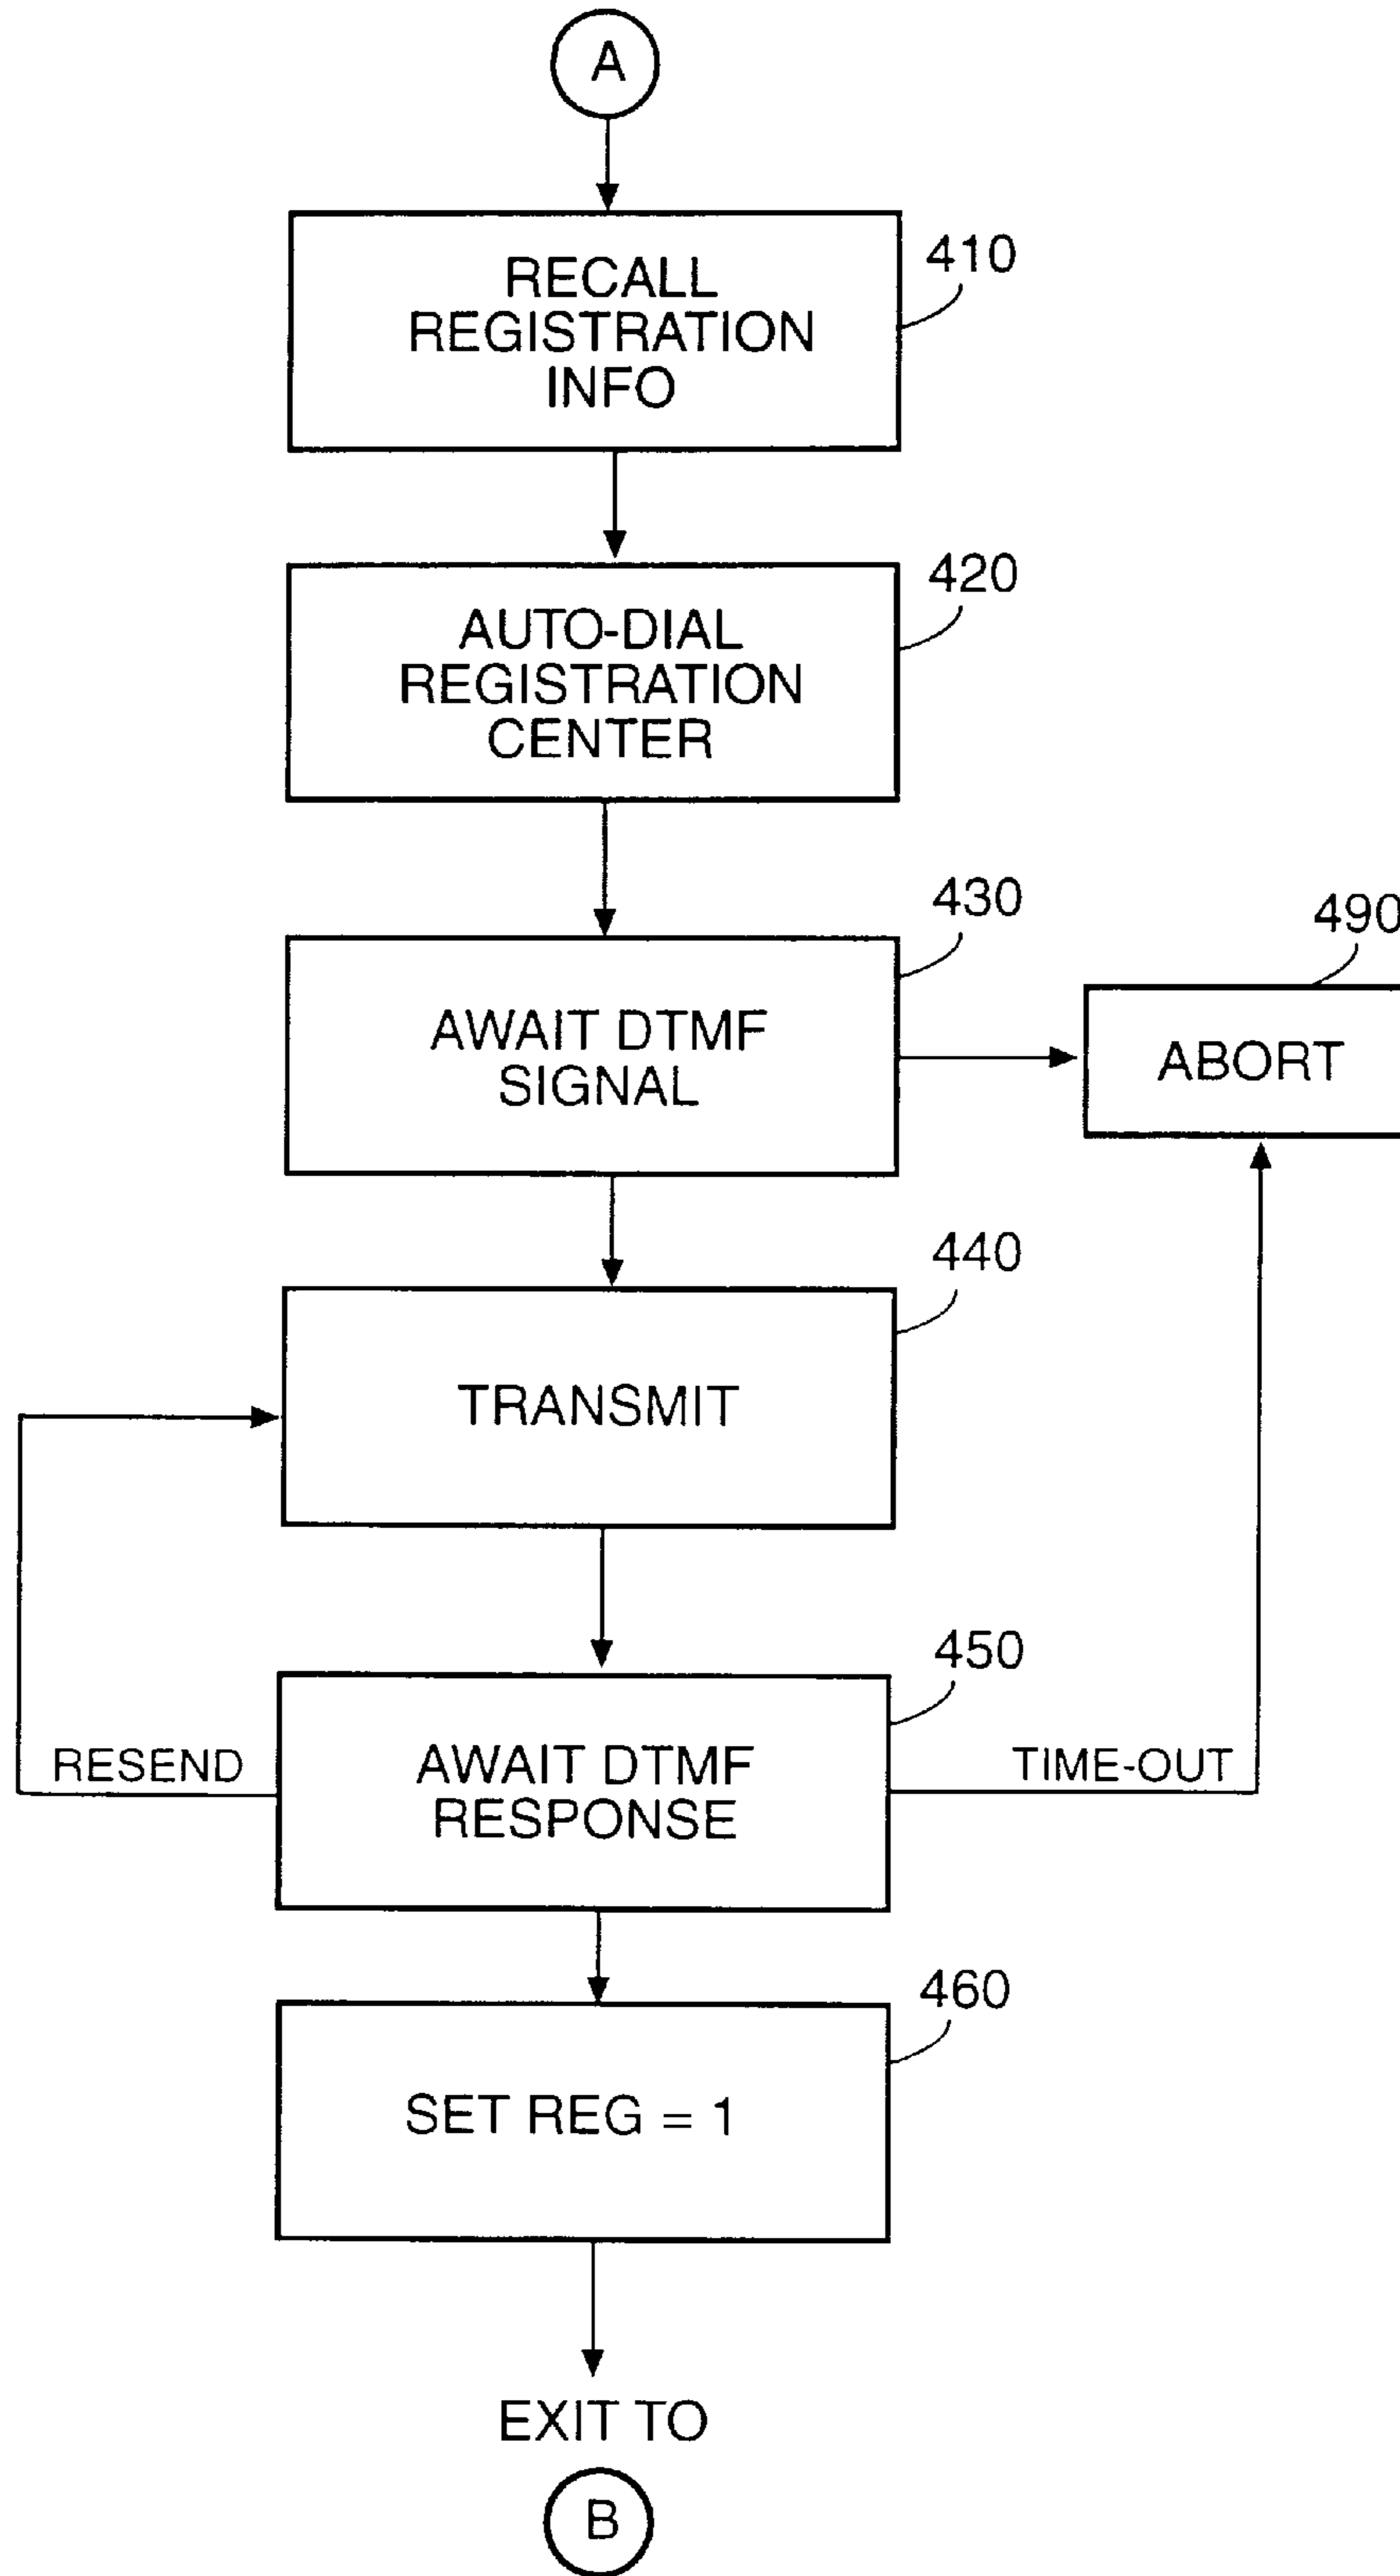 A
RECALL
REGISTRATION
INFO
410
AUTO-DIAL
REGISTRATION
CENTER
420
AWAIT DTMF
SIGNAL
430
ABORT
490
TRANSMIT
440
RESEND
AWAIT DTMF
RESPONSE
450
TIME-OUT
SET REG = 1
460
EXIT TO
B